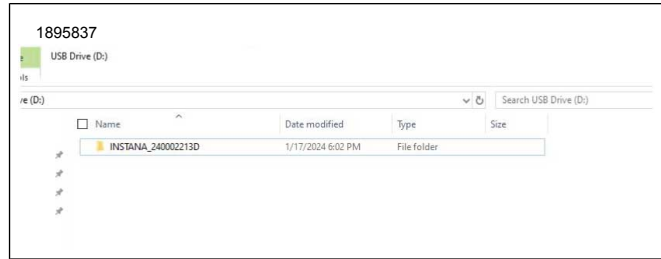 1895837
USB Drive (D:)
ols
ve (D:)
Search USB Drive (D:)
Name Date modified Type Size
INSTANA_240002213D 1/17/2024 6:02 PM File folder